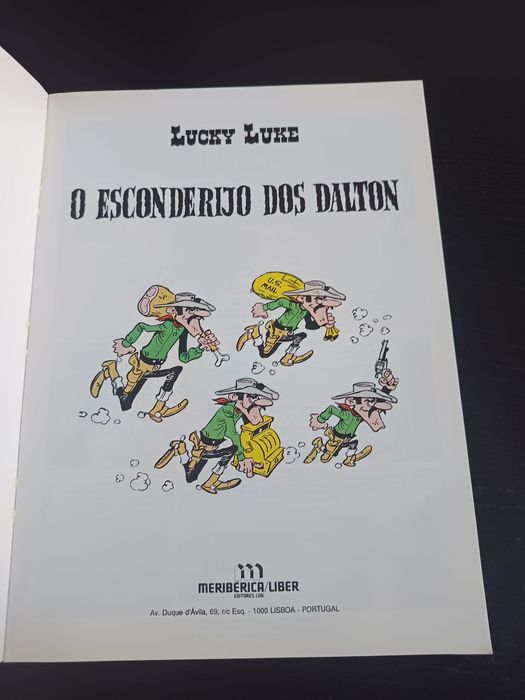 LUCKY LUKE
O ESCONDERIJO DOS DALTON
U.S.
MAIL
m
MERIBÉRICA/LIBER
EDITORES, LDA
Av. Duque d'Ávila, 69, r/c Esq. - 1000 LISBOA - PORTUGAL